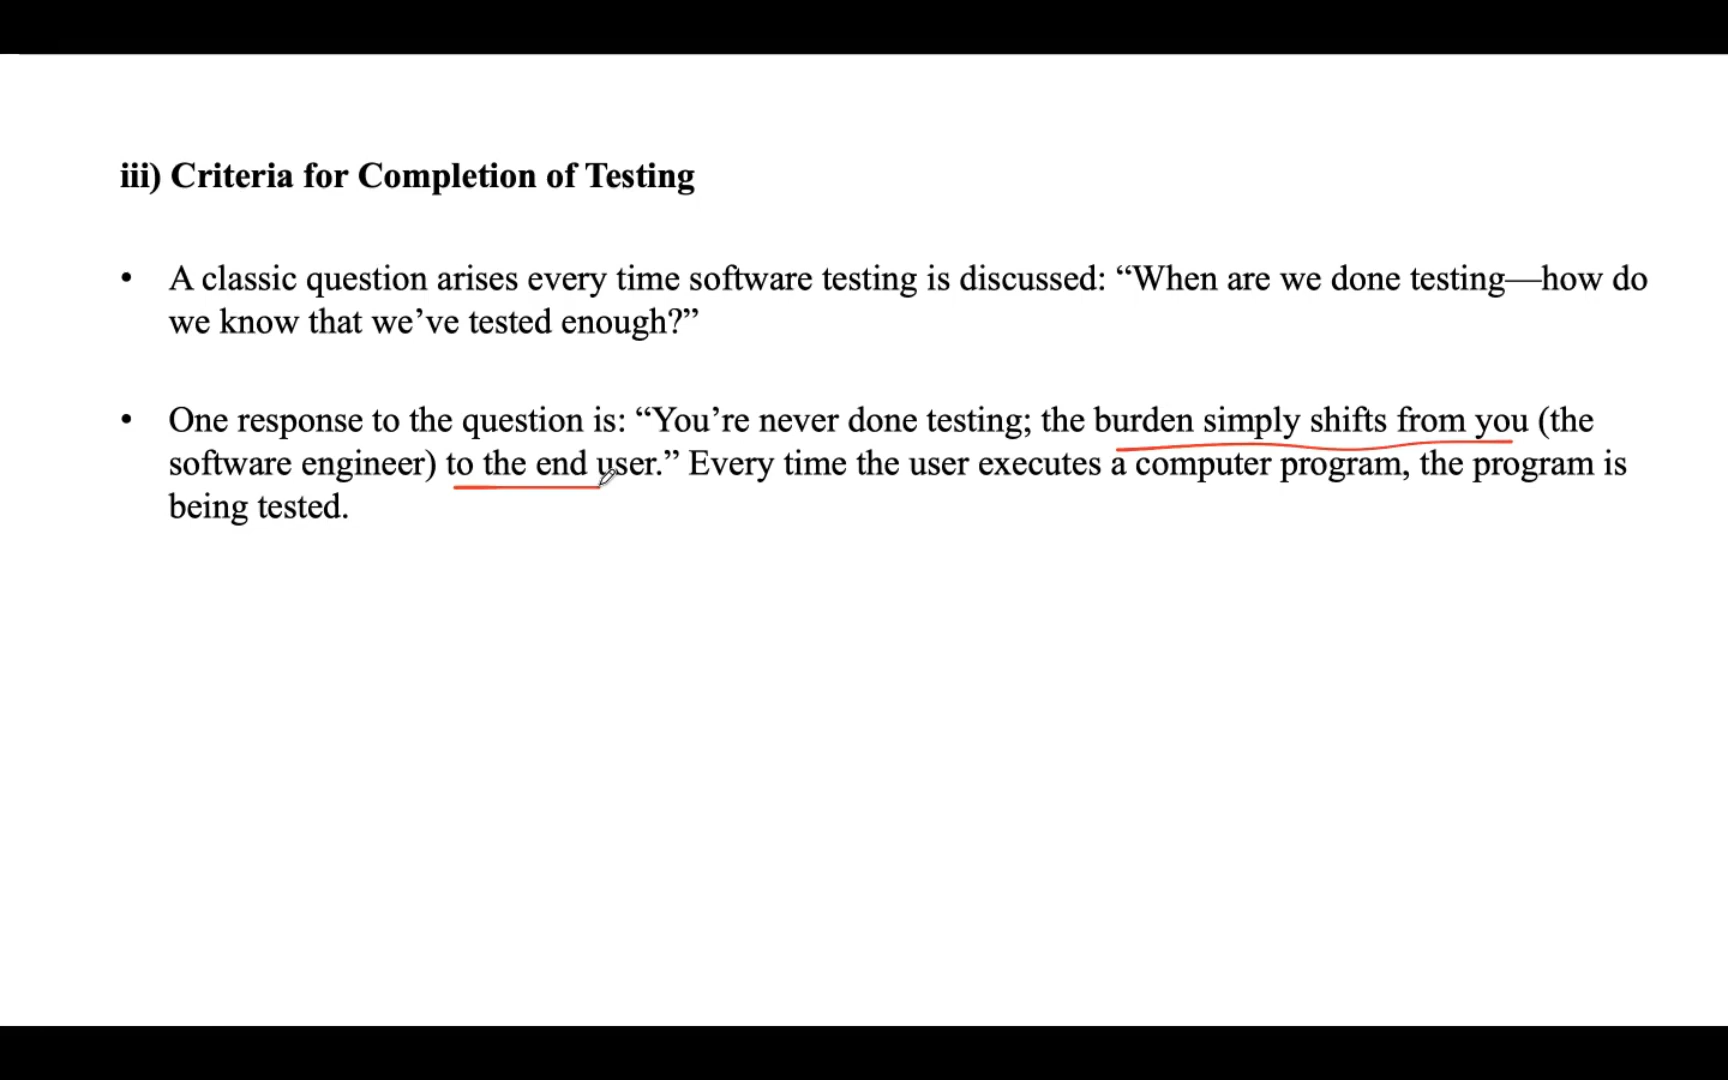 iii) Criteria for Completion of Testing
• A classic question arises every time software testing is discussed: “When are we done testing—how do
we know that we’ve tested enough?”
• One response to the question is: “You’re never done testing; the burden simply shifts from you (the
software engineer) to the end user.” Every time the user executes a computer program, the program is
being tested.